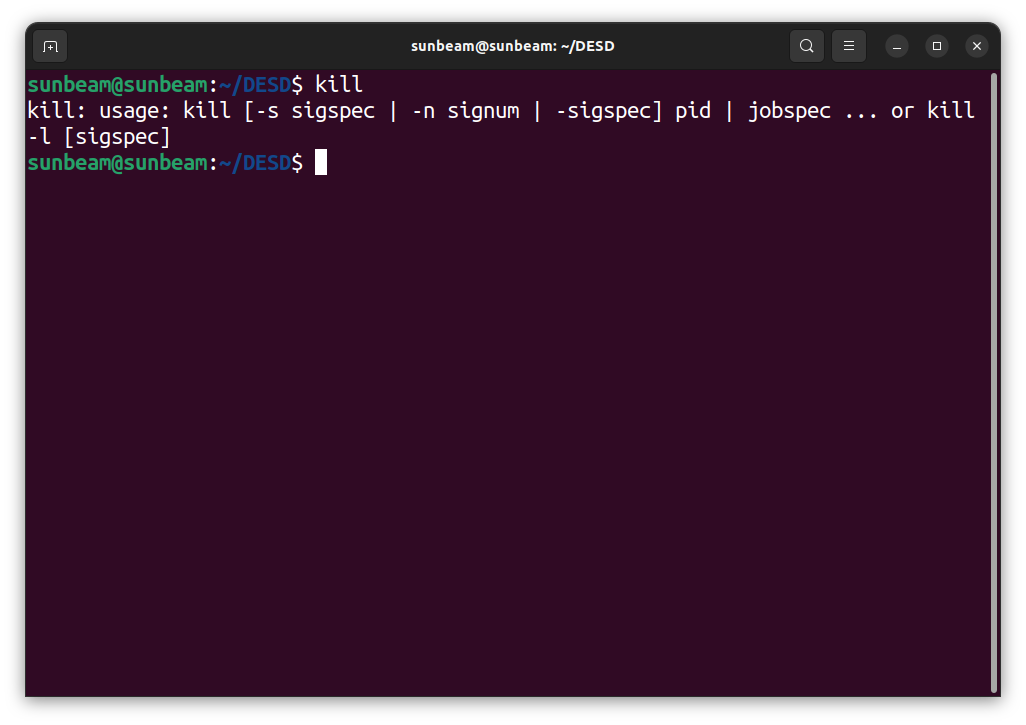 sunbeam@sunbeam: ~/DESD
sunbeam@sunbeam:~/DESD$ kill
kill: usage: kill [-s sigspec | -n signum | -sigspec] pid | jobspec ... or kill
-l [sigspec]
sunbeam@sunbeam:~/DESD$